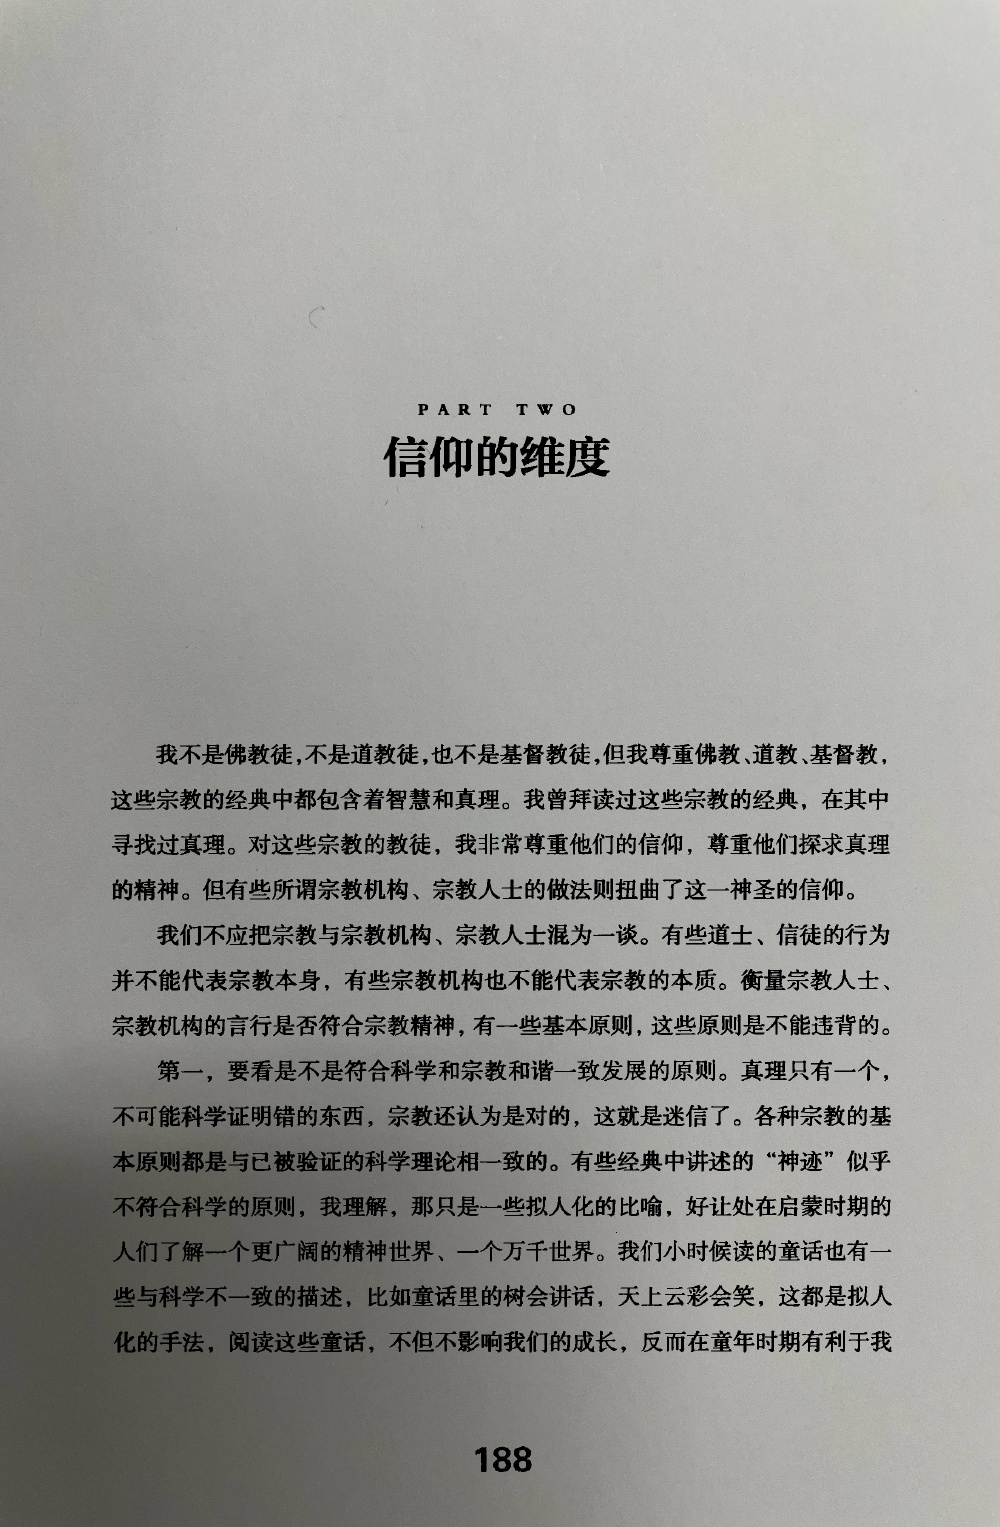 PART TWO
信仰的维度
我不是佛教徒,不是道教徒,也不是基督教徒,但我尊重佛教、道教、基督教,
这些宗教的经典中都包含着智慧和真理。我曾拜读过这些宗教的经典，在其中
寻找过真理。对这些宗教的教徒，我非常尊重他们的信仰，尊重他们探求真理
的精神。但有些所谓宗教机构、宗教人士的做法则扭曲了这一神圣的信仰。
我们不应把宗教与宗教机构、宗教人士混为一谈。有些道士、信徒的行为
并不能代表宗教本身，有些宗教机构也不能代表宗教的本质。衡量宗教人士、
宗教机构的言行是否符合宗教精神，有一些基本原则，这些原则是不能违背的。
第一，要看是不是符合科学和宗教和谐一致发展的原则。真理只有一个，
不可能科学证明错的东西，宗教还认为是对的，这就是迷信了。各种宗教的基
本原则都是与已被验证的科学理论相一致的。有些经典中讲述的“神迹”似乎
不符合科学的原则，我理解，那只是一些拟人化的比喻，好让处在启蒙时期的
人们了解一个更广阔的精神世界、一个万千世界。我们小时候读的童话也有一
些与科学不一致的描述，比如童话里的树会讲话，天上云彩会笑，这都是拟人
化的手法，阅读这些童话，不但不影响我们的成长，反而在童年时期有利于我
188